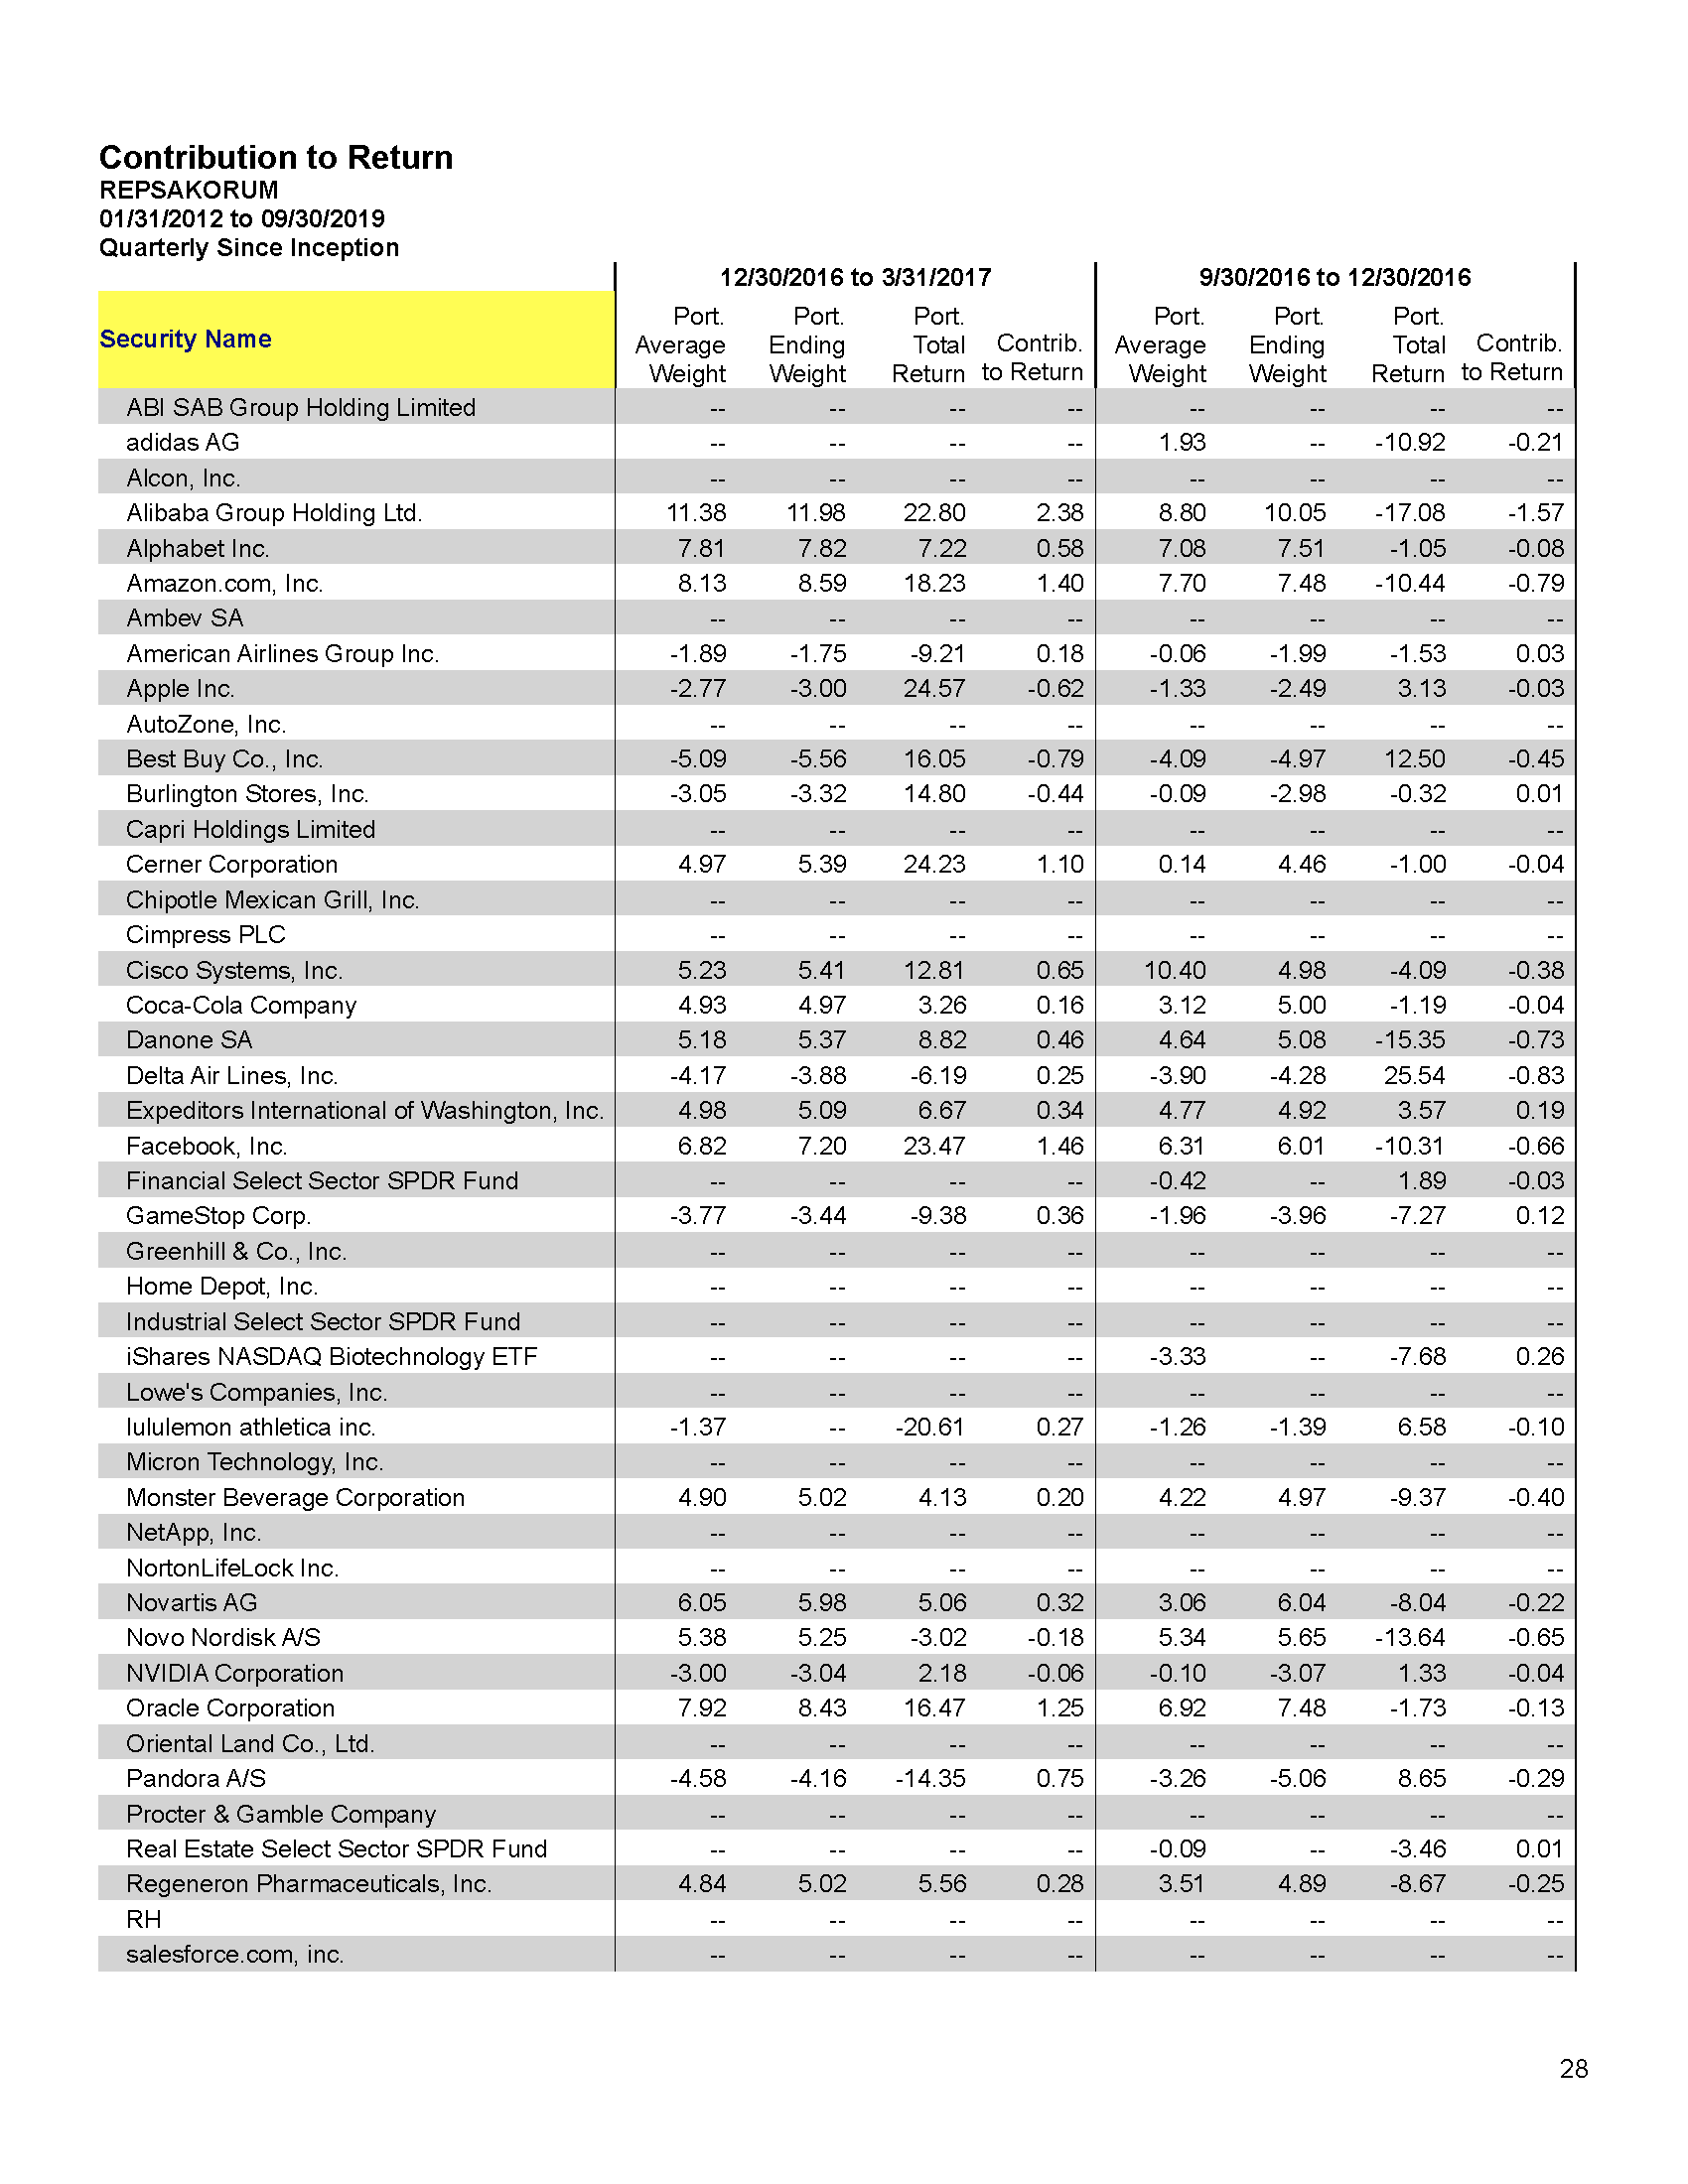 Contribution to Return
REPSAKORUM
01/31/2012 to 09/30/2019
Quarterly Since Inception
12/30/2016 to 3/31/2017 9/30/2016 to 12/30/2016
Security Name Port. Average Weight Port. Ending Weight Port. Total Return Contrib. to Return Port. Average Weight Port. Ending Weight Port. Total Return Contrib. to Return
ABI SAB Group Holding Limited -- -- -- -- -- -- -- --
adidas AG -- -- -- -- 1.93 -- -10.92 -0.21
Alcon, Inc. -- -- -- -- -- -- -- --
Alibaba Group Holding Ltd. 11.38 11.98 22.80 2.38 8.80 10.05 -17.08 -1.57
Alphabet Inc. 7.81 7.82 7.22 0.58 7.08 7.51 -1.05 -0.08
Amazon.com, Inc. 8.13 8.59 18.23 1.40 7.70 7.48 -10.44 -0.79
Ambev SA -- -- -- -- -- -- -- --
American Airlines Group Inc. -1.89 -1.75 -9.21 0.18 -0.06 -1.99 -1.53 0.03
Apple Inc. -2.77 -3.00 24.57 -0.62 -1.33 -2.49 3.13 -0.03
AutoZone, Inc. -- -- -- -- -- -- -- --
Best Buy Co., Inc. -5.09 -5.56 16.05 -0.79 -4.09 -4.97 12.50 -0.45
Burlington Stores, Inc. -3.05 -3.32 14.80 -0.44 -0.09 -2.98 -0.32 0.01
Capri Holdings Limited -- -- -- -- -- -- -- --
Cerner Corporation 4.97 5.39 24.23 1.10 0.14 4.46 -1.00 -0.04
Chipotle Mexican Grill, Inc. -- -- -- -- -- -- -- --
Cimpress PLC -- -- -- -- -- -- -- --
Cisco Systems, Inc. 5.23 5.41 12.81 0.65 10.40 4.98 -4.09 -0.38
Coca-Cola Company 4.93 4.97 3.26 0.16 3.12 5.00 -1.19 -0.04
Danone SA 5.18 5.37 8.82 0.46 4.64 5.08 -15.35 -0.73
Delta Air Lines, Inc. -4.17 -3.88 -6.19 0.25 -3.90 -4.28 25.54 -0.83
Expeditors International of Washington, Inc. 4.98 5.09 6.67 0.34 4.77 4.92 3.57 0.19
Facebook, Inc. 6.82 7.20 23.47 1.46 6.31 6.01 -10.31 -0.66
Financial Select Sector SPDR Fund -- -- -- -- -0.42 -- 1.89 -0.03
GameStop Corp. -3.77 -3.44 -9.38 0.36 -1.96 -3.96 -7.27 0.12
Greenhill & Co., Inc. -- -- -- -- -- -- -- --
Home Depot, Inc. -- -- -- -- -- -- -- --
Industrial Select Sector SPDR Fund -- -- -- -- -- -- -- --
iShares NASDAQ Biotechnology ETF -- -- -- -- -3.33 -- -7.68 0.26
Lowe's Companies, Inc. -- -- -- -- -- -- -- --
lululemon athletica inc. -1.37 -- -20.61 0.27 -1.26 -1.39 6.58 -0.10
Micron Technology, Inc. -- -- -- -- -- -- -- --
Monster Beverage Corporation 4.90 5.02 4.13 0.20 4.22 4.97 -9.37 -0.40
NetApp, Inc. -- -- -- -- -- -- -- --
NortonLifeLock Inc. -- -- -- -- -- -- -- --
Novartis AG 6.05 5.98 5.06 0.32 3.06 6.04 -8.04 -0.22
Novo Nordisk A/S 5.38 5.25 -3.02 -0.18 5.34 5.65 -13.64 -0.65
NVIDIA Corporation -3.00 -3.04 2.18 -0.06 -0.10 -3.07 1.33 -0.04
Oracle Corporation 7.92 8.43 16.47 1.25 6.92 7.48 -1.73 -0.13
Oriental Land Co., Ltd. -- -- -- -- -- -- -- --
Pandora A/S -4.58 -4.16 -14.35 0.75 -3.26 -5.06 8.65 -0.29
Procter & Gamble Company -- -- -- -- -- -- -- --
Real Estate Select Sector SPDR Fund -- -- -- -- -0.09 -- -3.46 0.01
Regeneron Pharmaceuticals, Inc. 4.84 5.02 5.56 0.28 3.51 4.89 -8.67 -0.25
RH -- -- -- -- -- -- -- --
salesforce.com, inc. -- -- -- -- -- -- -- --
28